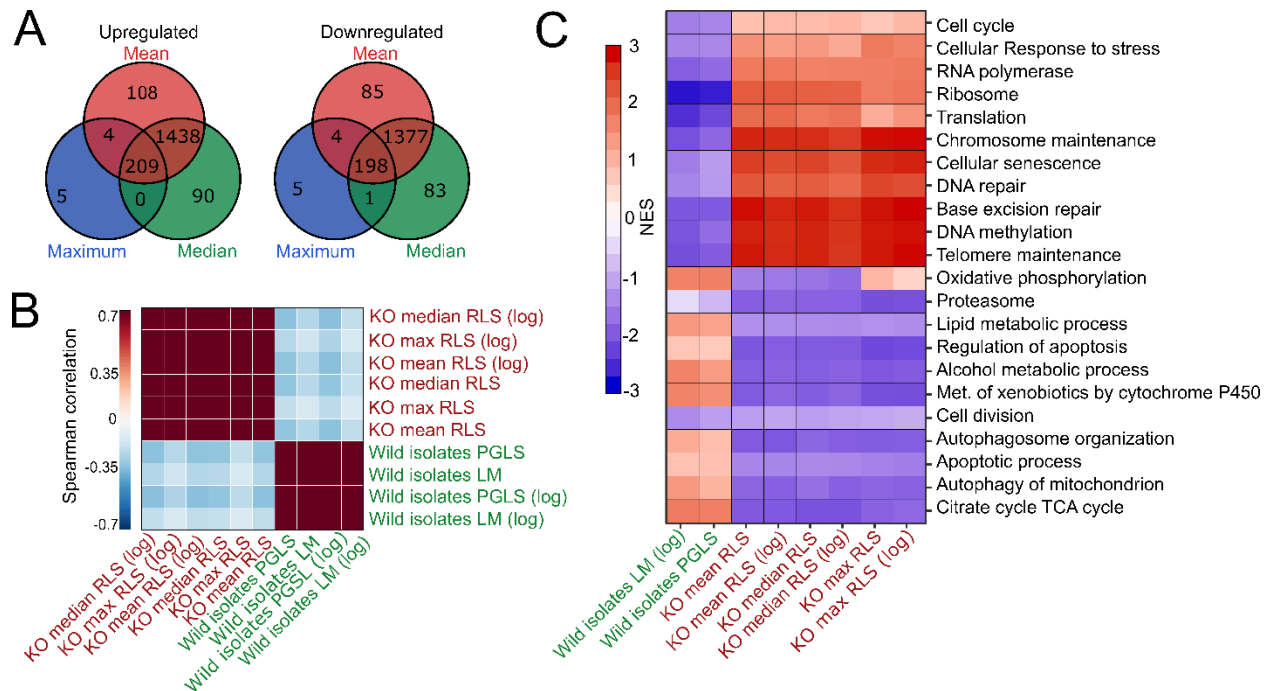 A
Upregulated
Mean
108
4
1438
209
5
0
90
Maximum
Median
Downregulated
Mean
85
4
1377
198
5
1
83
Maximum
Median
B
Spearman correlation
0.7
0.35
0
-0.35
-0.7
KO median RLS (log)
KO max RLS (log)
KO mean RLS (log)
KO median RLS
KO max RLS
KO mean RLS
Wild isolates PGLS
Wild isolates LM
Wild isolates PGLS (log)
Wild isolates LM (log)
KO median RLS (log)
KO max RLS (log)
KO mean RLS (log)
KO median RLS
KO max RLS
KO mean RLS
Wild isolates PGLS
Wild isolates LM
Wild isolates PGSL (log)
Wild isolates LM (log)
C
3
2
1
0
-1
-2
-3
NES
Cell cycle
Cellular Response to stress
RNA polymerase
Ribosome
Translation
Chromosome maintenance
Cellular senescence
DNA repair
Base excision repair
DNA methylation
Telomere maintenance
Oxidative phosphorylation
Proteasome
Lipid metabolic process
Regulation of apoptosis
Alcohol metabolic process
Met. of xenobiotics by cytochrome P450
Cell division
Autophagosome organization
Apoptotic process
Autophagy of mitochondrion
Citrate cycle TCA cycle
Wild isolates LM (log)
Wild isolates PGLS
KO mean RLS
KO mean RLS (log)
KO median RLS
KO median RLS (log)
KO max RLS
KO max RLS (log)